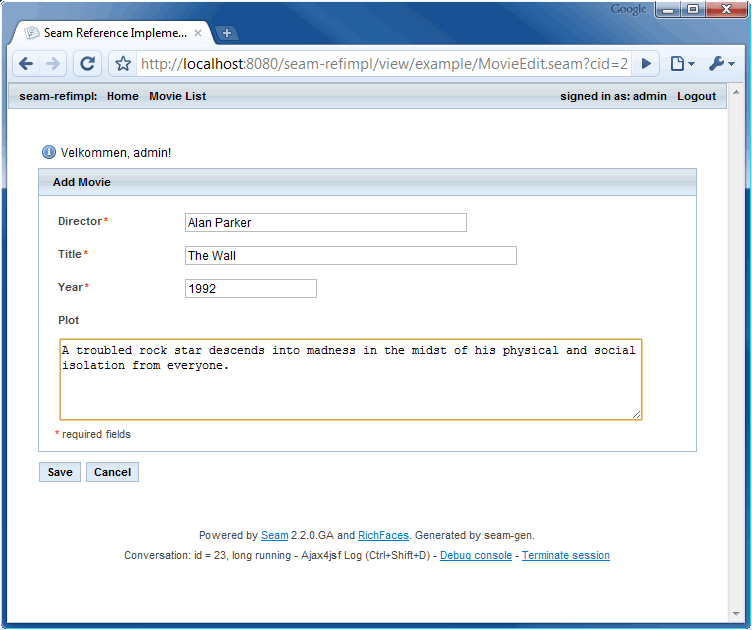 Google
Seam Reference Impleme...
http://localhost:8080/seam-refimpl/view/example/MovieEdit.seam?cid=2
seam-refimpl: Home Movie List signed in as: admin Logout
Velkommen, admin!
Add Movie
Director* Alan Parker
Title* The Wall
Year* 1992
Plot
A troubled rock star descends into madness in the midst of his physical and social
isolation from everyone.
* required fields
Save Cancel
Powered by Seam 2.2.0.GA and RichFaces. Generated by seam-gen.
Conversation: id = 23, long running - Ajax4jsf Log (Ctrl+Shift+D) - Debug console - Terminate session